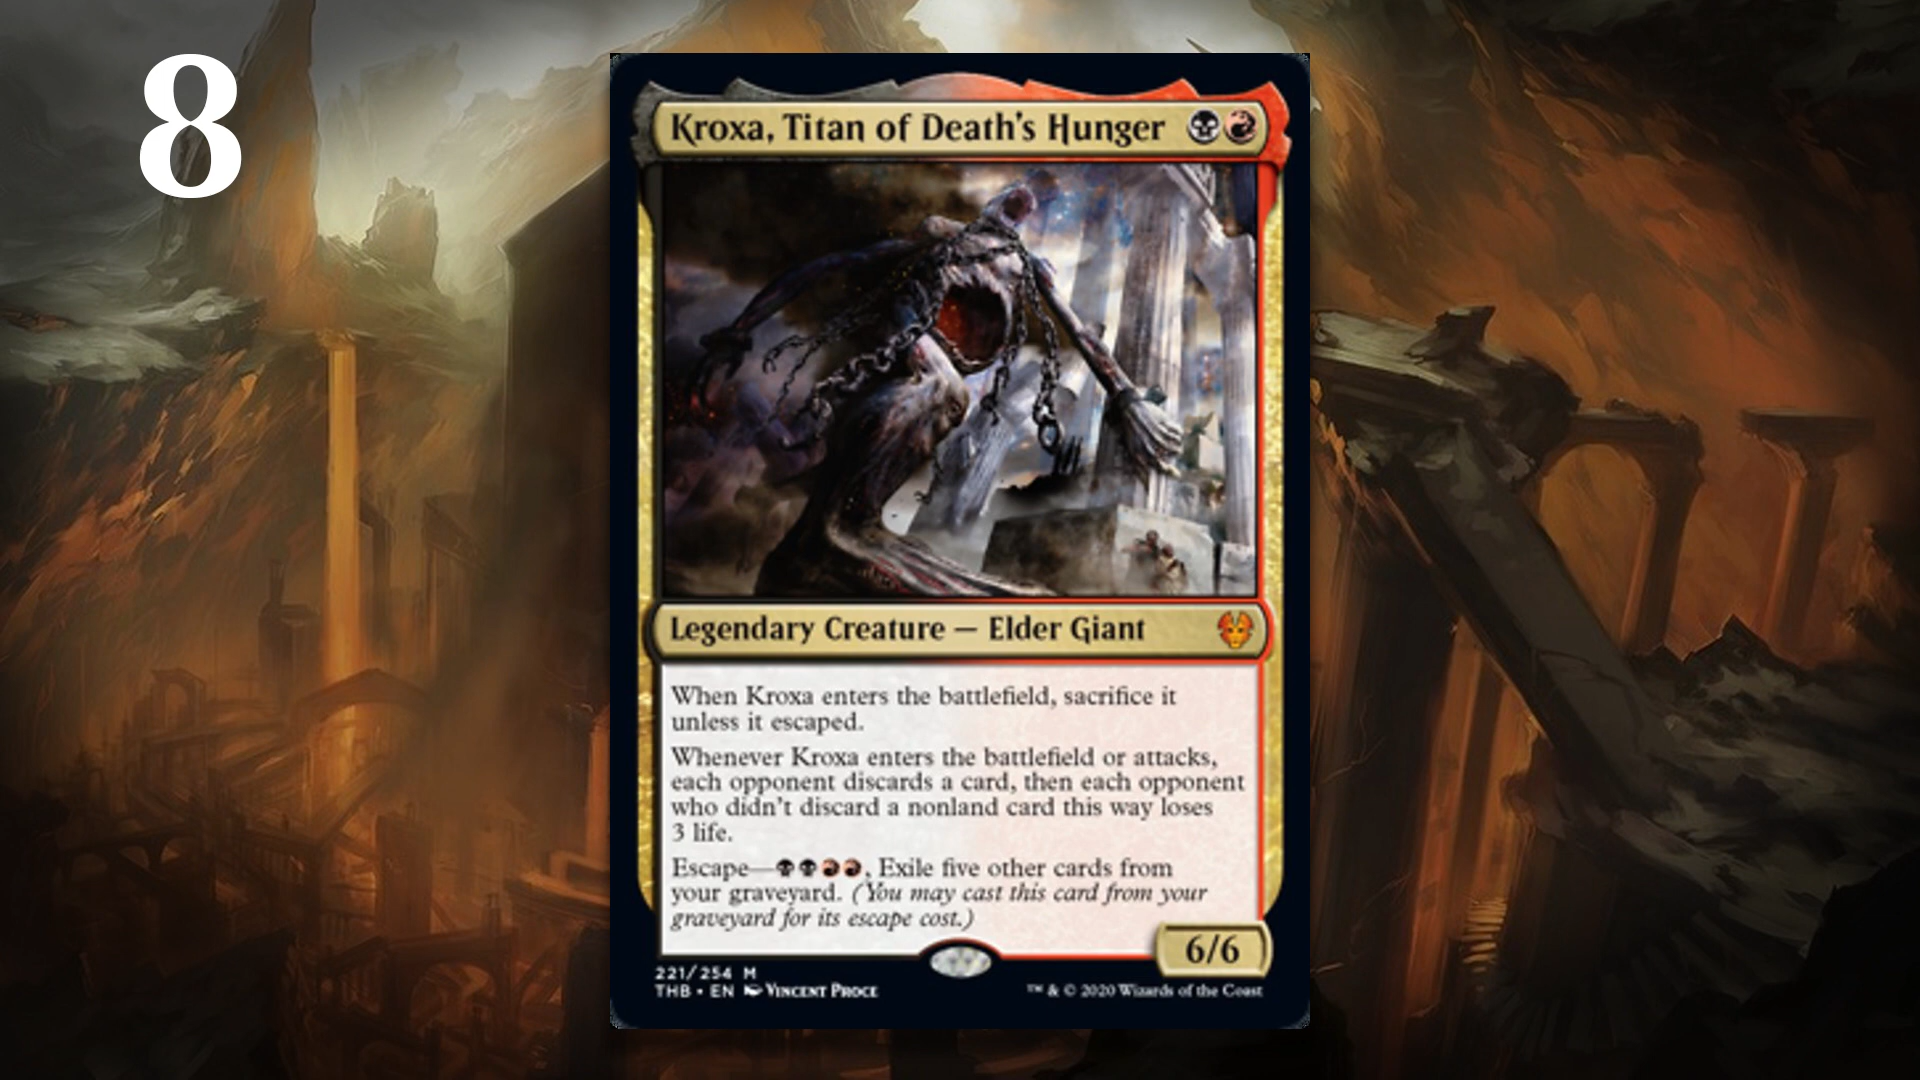 8
Kroxa, Titan of Death's Hunger
Legendary Creature — Elder Giant
When Kroxa enters the battlefield, sacrifice it
unless it escaped.
Whenever Kroxa enters the battlefield or attacks,
each opponent discards a card, then each opponent
who didn't discard a nonland card this way loses
3 life.
Escape—, Exile five other cards from
your graveyard. (You may cast this card from your
graveyard for its escape cost.)
6/6
221/254 M
THB • EN Vincent Proce
™ & © 2020 Wizards of the Coast